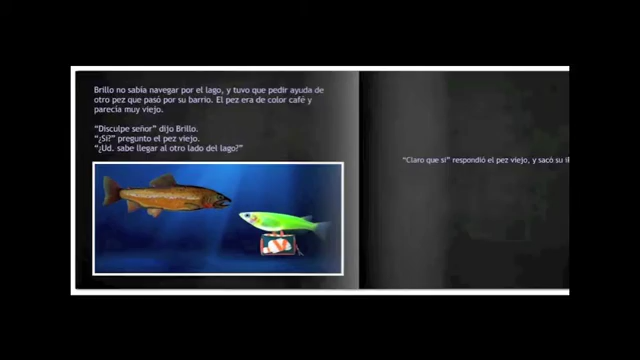 Brillo no sabía navegar por el lago, y tuvo que pedir ayuda de
otro pez que pasó por su barrio. El pez era de color café y
parecía muy viejo.
“Disculpe señor” dijo Brillo.
“¿Si?” pregunto el pez viejo.
“¿Ud. sabe llegar al otro lado del lago?”
“Claro que si” respondió el pez viejo, y sacó su